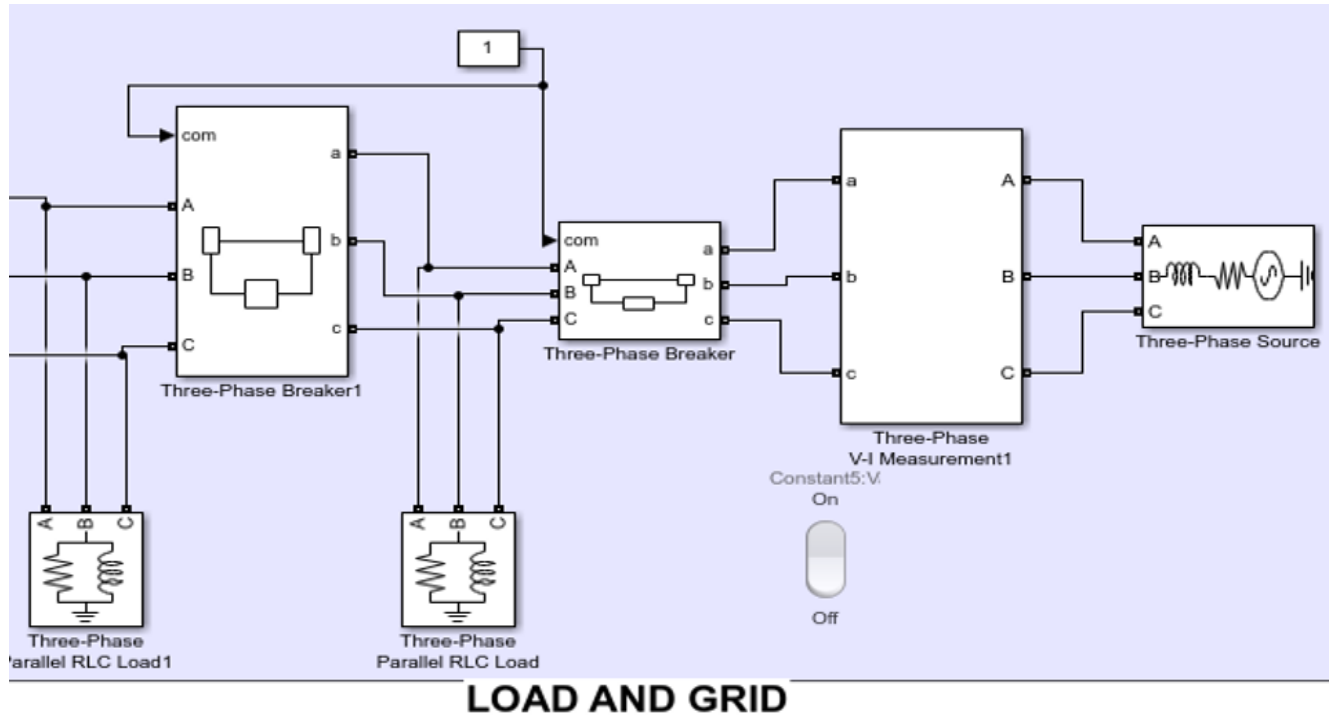 1
com
a
A
b
B
c
C
Three-Phase Breaker1
com
a
A
b
B
c
C
Three-Phase Breaker
a
A
b
B
c
C
Three-Phase
V-I Measurement1
A
B
C
Three-Phase Source
Constant5:V
On
Off
A B C
Three-Phase
Parallel RLC Load1
A B C
Three-Phase
Parallel RLC Load
LOAD AND GRID